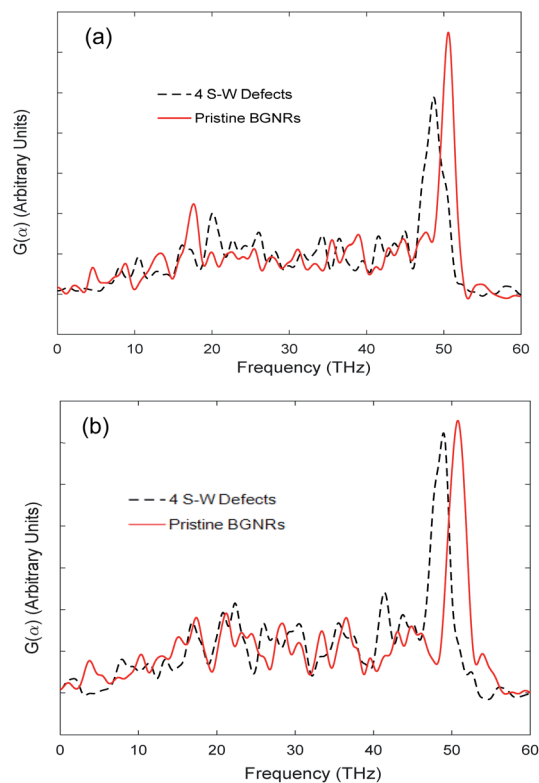 (a)
4 S-W Defects
Pristine BGNRs
G(α) (Arbitrary Units)
0 10 20 30 40 50 60
Frequency (THz)
(b)
4 S-W Defects
Pristine BGNRs
G(α) (Arbitrary Units)
0 10 20 30 40 50 60
Frequency (THz)